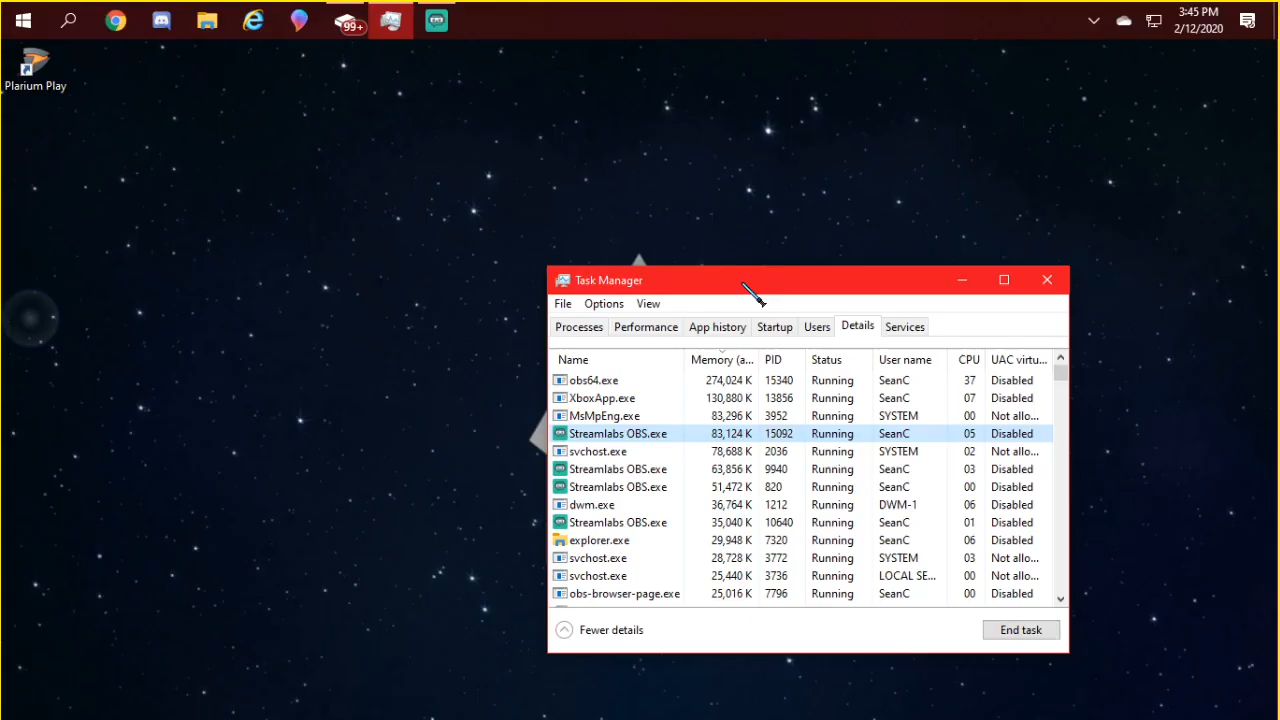 99+
3:45 PM
2/12/2020
Plarium Play
Task Manager
File Options View
Processes Performance App history Startup Users Details Services
Name Memory (a... PID Status User name CPU UAC virtu...
obs64.exe 274,024 K 15340 Running SeanC 37 Disabled
XboxApp.exe 130,880 K 13856 Running SeanC 07 Disabled
MsMpEng.exe 83,296 K 3952 Running SYSTEM 00 Not allo...
Streamlabs OBS.exe 83,124 K 15092 Running SeanC 05 Disabled
svchost.exe 78,688 K 2036 Running SYSTEM 02 Not allo...
Streamlabs OBS.exe 63,856 K 9940 Running SeanC 03 Disabled
Streamlabs OBS.exe 51,472 K 820 Running SeanC 00 Disabled
dwm.exe 36,764 K 1212 Running DWM-1 06 Disabled
Streamlabs OBS.exe 35,040 K 10640 Running SeanC 01 Disabled
explorer.exe 29,948 K 7320 Running SeanC 06 Disabled
svchost.exe 28,728 K 3772 Running SYSTEM 03 Not allo...
svchost.exe 25,440 K 3736 Running LOCAL SE... 00 Not allo...
obs-browser-page.exe 25,016 K 7796 Running SeanC 00 Disabled
Fewer details End task